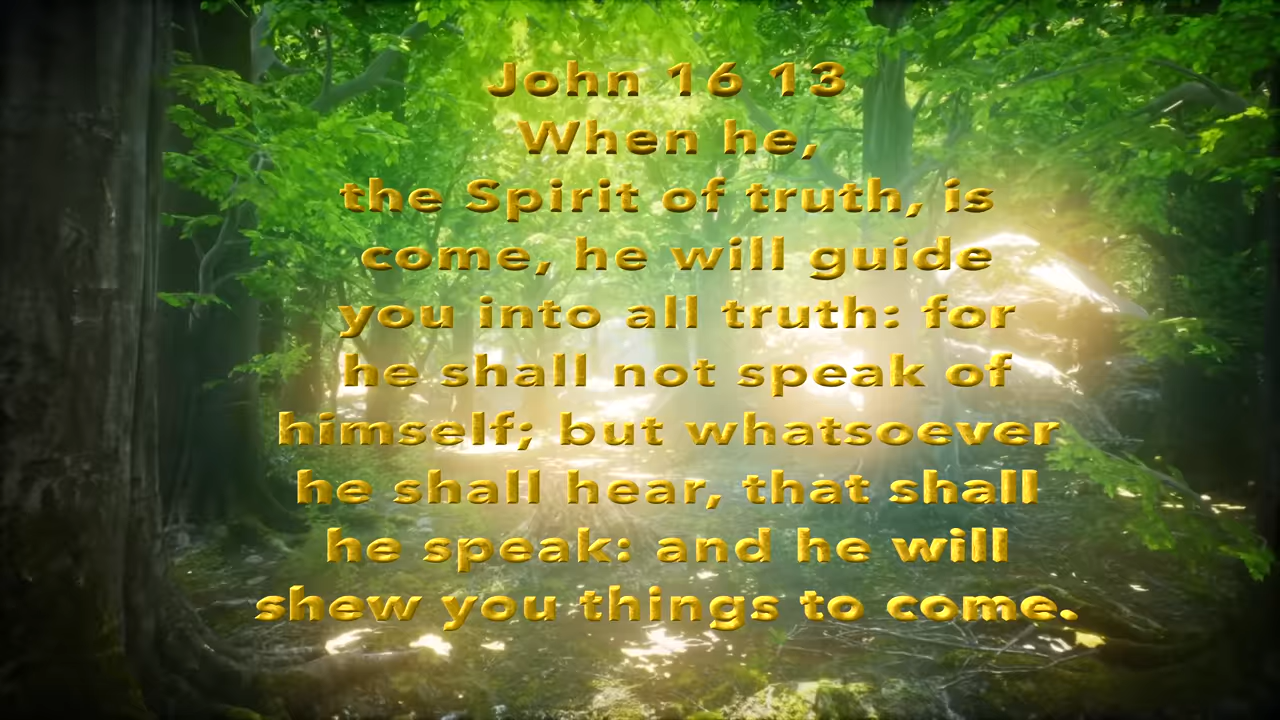 John 16 13
When he,
the Spirit of truth, is
come, he will guide
you into all truth: for
he shall not speak of
himself; but whatsoever
he shall hear, that shall
he speak: and he will
shew you things to come.